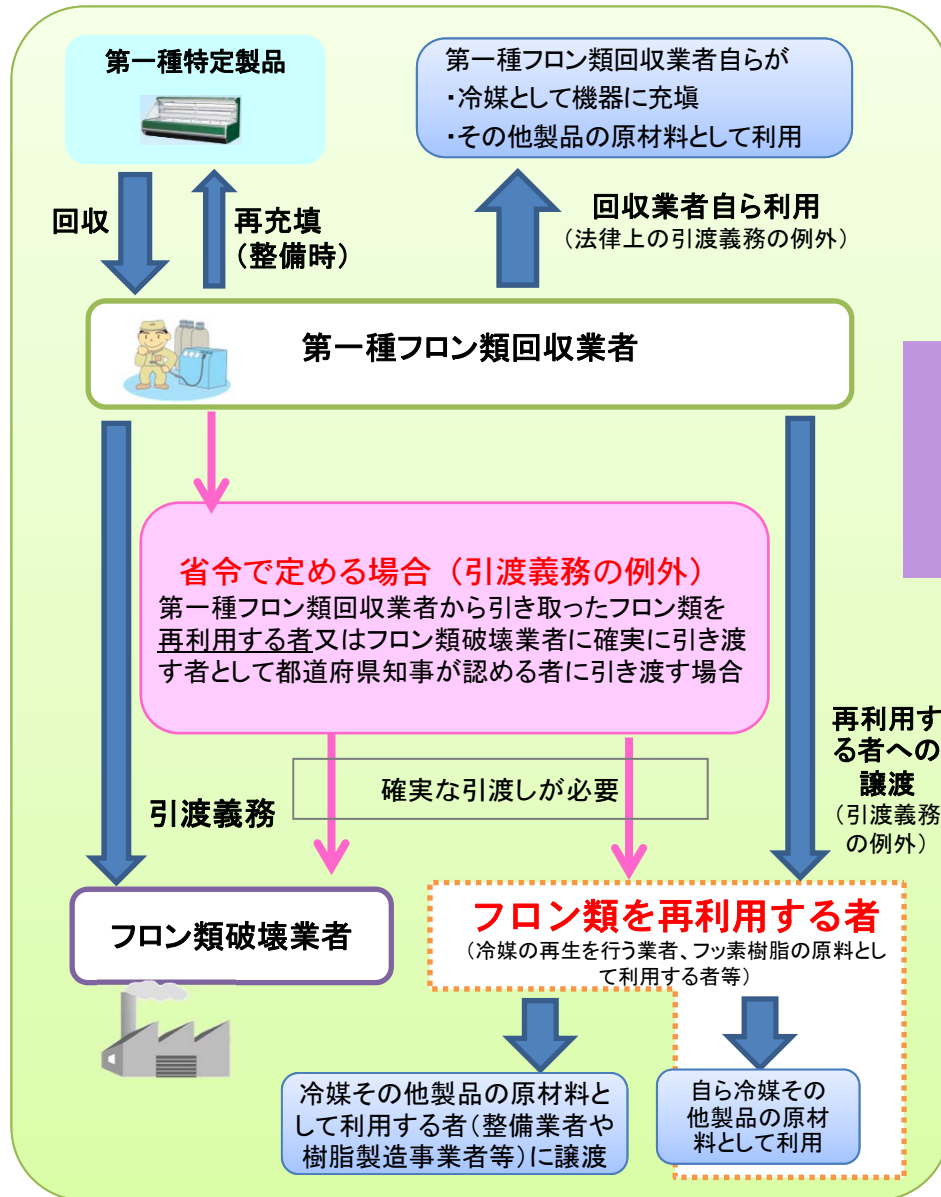 第一種特定製品
第一種フロン類回収業者自らが
・冷媒として機器に充塡
・その他製品の原材料として利用
回収
再充塡
（整備時）
回収業者自ら利用
（法律上の引渡義務の例外）
第一種フロン類回収業者
省令で定める場合（引渡義務の例外）
第一種フロン類回収業者から引き取ったフロン類を
再利用する者又はフロン類破壊業者に確実に引き渡
す者として都道府県知事が認める者に引き渡す場合
再利用す
る者への
譲渡
（引渡義務
の例外）
確実な引渡しが必要
引渡義務
フロン類破壊業者
フロン類を再利用する者
（冷媒の再生を行う業者、フッ素樹脂の原料とし
て利用する者等）
冷媒その他製品の原材料と
して利用する者（整備業者や
樹脂製造事業者等）に譲渡
自ら冷媒その
他製品の原材
料として利用